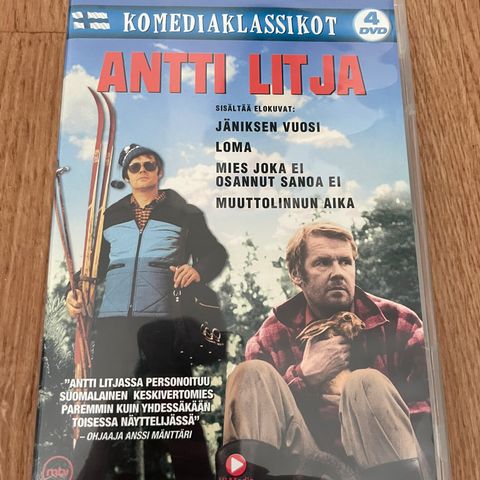 KOMEDIAKLASSIKOT
4
DVD
ANTTI LITJA
SISÄLTÄÄ ELOKUVAT:
JÄNIKSEN VUOSI
LOMA
MIES JOKA EI
OSANNUT SANOA EI
MUUTTOLINNUN AIKA
"ANTTI LITJASSA PERSONOITUU
SUOMALAINEN KESKIVERTOMIES
PAREMMIN KUIN YHDESSÄKÄÄN
TOISESSA NÄYTTELIJÄSSÄ"
– OHJAAJA ANSSI MÄNTTÄRI
mtv